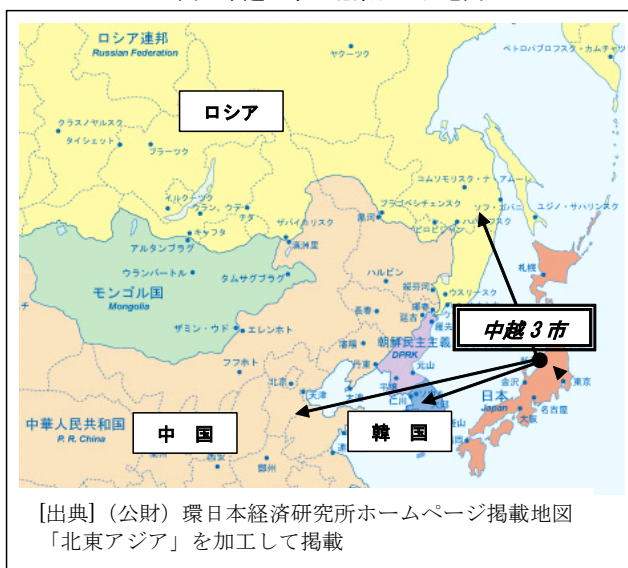 ロシア連邦
Russian Federation
ヤクーツク
ペトロパブロフスク・カムチャツ
ロシア
クラスノヤルスク
タイシェット
ブラーツク
コムソモリスク・ナ・アムーレ
イルクーツク
ウラン、ウデ
チタ
ブラゴベシチェンスク
ソフ・ガバニ
ユジノ・サハリンスク
キャフタ
ザバイカリスク
黒河
ビロビジャン
アルタンブラグ
満洲里
札幌
ウランバートル
タムサグブラグ
ハルビン
綏芬河
ウスリースク
モンゴル国
Mongolia
長春
琿春
延吉
羅先
中越3市
ザミン・ウド
エレンホト
瀋陽
朝鮮民主主義
DPRK
フフホト
丹東
元山
北京
天津
大連
平壌
仁川
金沢
東京
日本
Japan
名古屋
大阪
中華人民共和国
P. R. China
中 国
韓 国
釜山
西安
鄭州
[出典]（公財）環日本経済研究所ホームページ掲載地図
「北東アジア」を加工して掲載